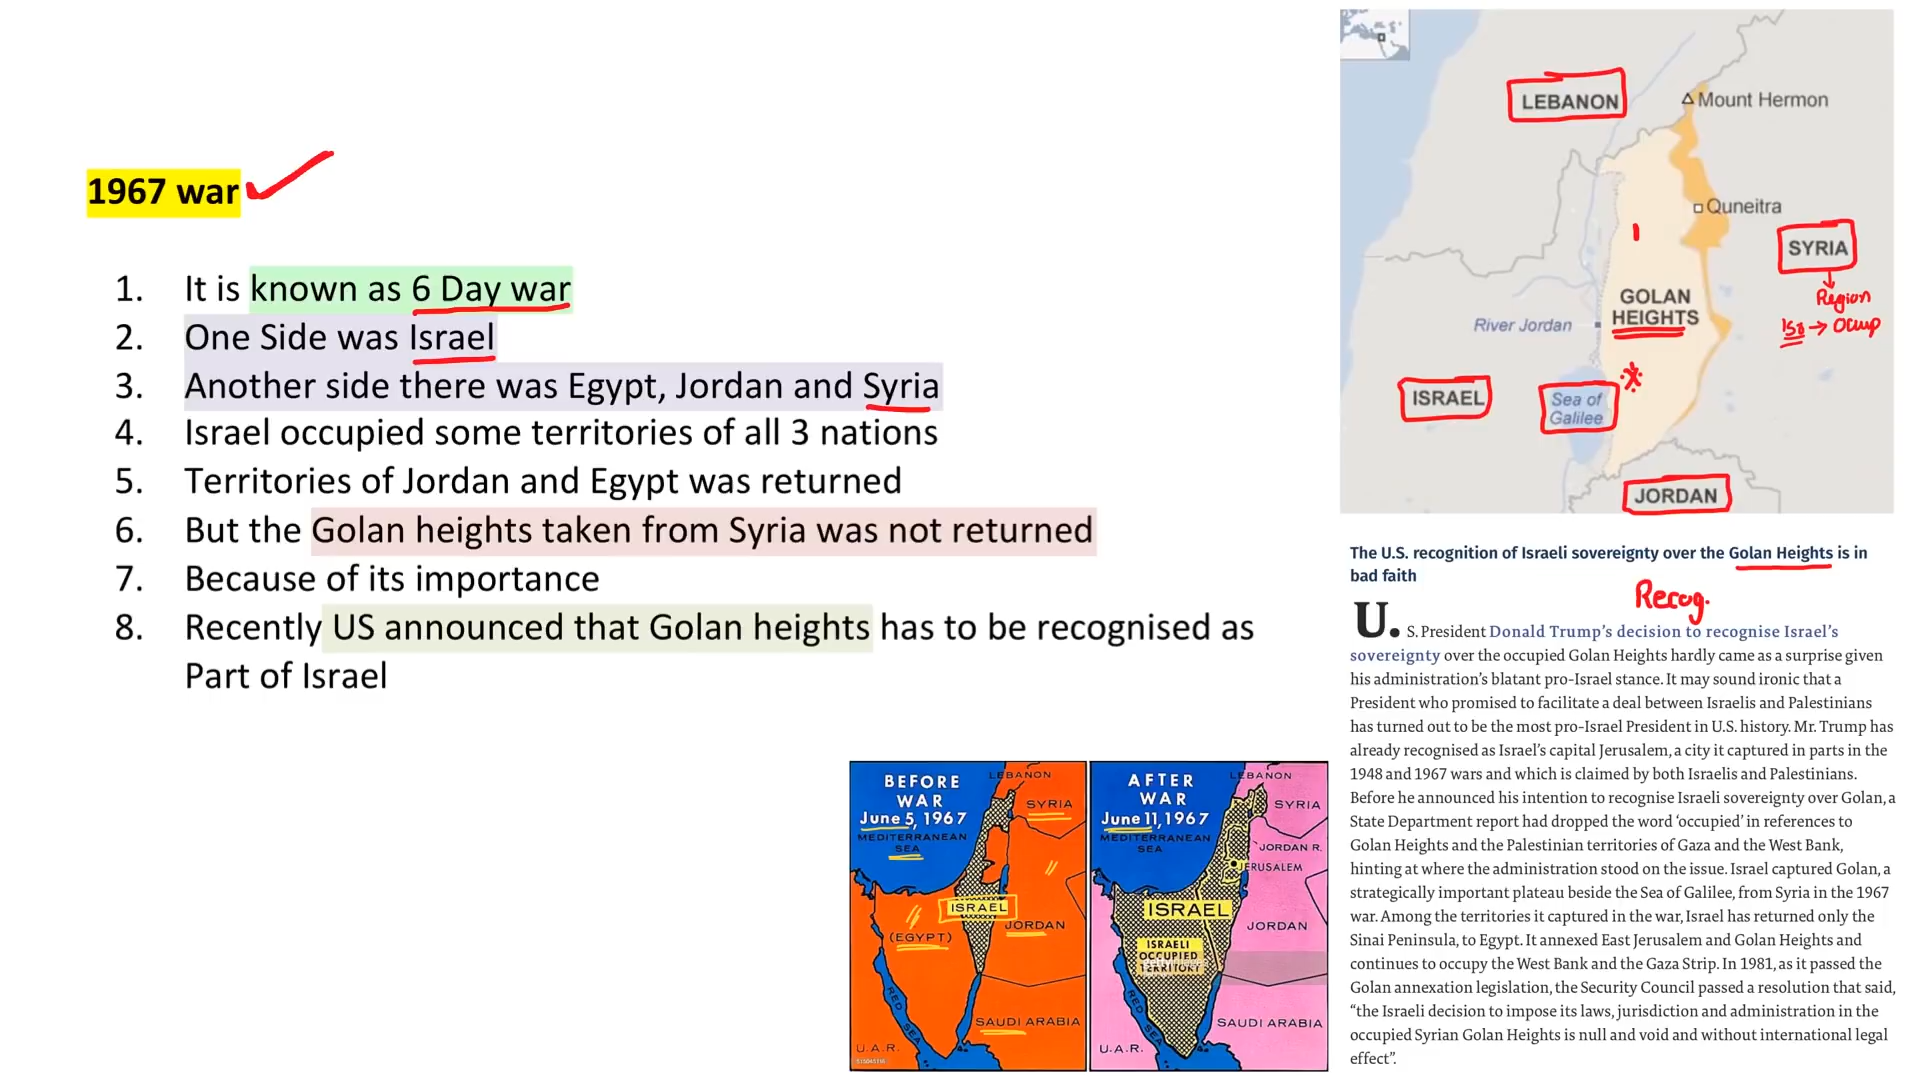 1967 war
1. It is known as 6 Day war
2. One Side was Israel
3. Another side there was Egypt, Jordan and Syria
4. Israel occupied some territories of all 3 nations
5. Territories of Jordan and Egypt was returned
6. But the Golan heights taken from Syria was not returned
7. Because of its importance
8. Recently US announced that Golan heights has to be recognised as
Part of Israel
LEBANON
Mount Hermon
Quneitra
SYRIA
Region
Isr → Occup
GOLAN
HEIGHTS
River Jordan
ISRAEL
Sea of
Galilee
JORDAN
The U.S. recognition of Israeli sovereignty over the Golan Heights is in
bad faith
Recog.
U. S. President Donald Trump’s decision to recognise Israel’s
sovereignty over the occupied Golan Heights hardly came as a surprise given
his administration’s blatant pro-Israel stance. It may sound ironic that a
President who promised to facilitate a deal between Israelis and Palestinians
has turned out to be the most pro-Israel President in U.S. history. Mr. Trump has
already recognised as Israel’s capital Jerusalem, a city it captured in parts in the
1948 and 1967 wars and which is claimed by both Israelis and Palestinians.
Before he announced his intention to recognise Israeli sovereignty over Golan, a
State Department report had dropped the word ‘occupied’ in references to
Golan Heights and the Palestinian territories of Gaza and the West Bank,
hinting at where the administration stood on the issue. Israel captured Golan, a
strategically important plateau beside the Sea of Galilee, from Syria in the 1967
war. Among the territories it captured in the war, Israel has returned only the
Sinai Peninsula, to Egypt. It annexed East Jerusalem and Golan Heights and
continues to occupy the West Bank and the Gaza Strip. In 1981, as it passed the
Golan annexation legislation, the Security Council passed a resolution that said,
“the Israeli decision to impose its laws, jurisdiction and administration in the
occupied Syrian Golan Heights is null and void and without international legal
effect”.
BEFORE
WAR
June 5, 1967
MEDITERRANEAN
SEA
LEBANON
SYRIA
ISRAEL
JORDAN
(EGYPT)
RED SEA
SAUDI ARABIA
U.A.R.
AFTER
WAR
June 11, 1967
MEDITERRANEAN
SEA
LEBANON
SYRIA
JORDAN R.
JERUSALEM
ISRAEL
JORDAN
ISRAELI
OCCUPIED
TERRITORY
RED SEA
SAUDI ARABIA
U.A.R.